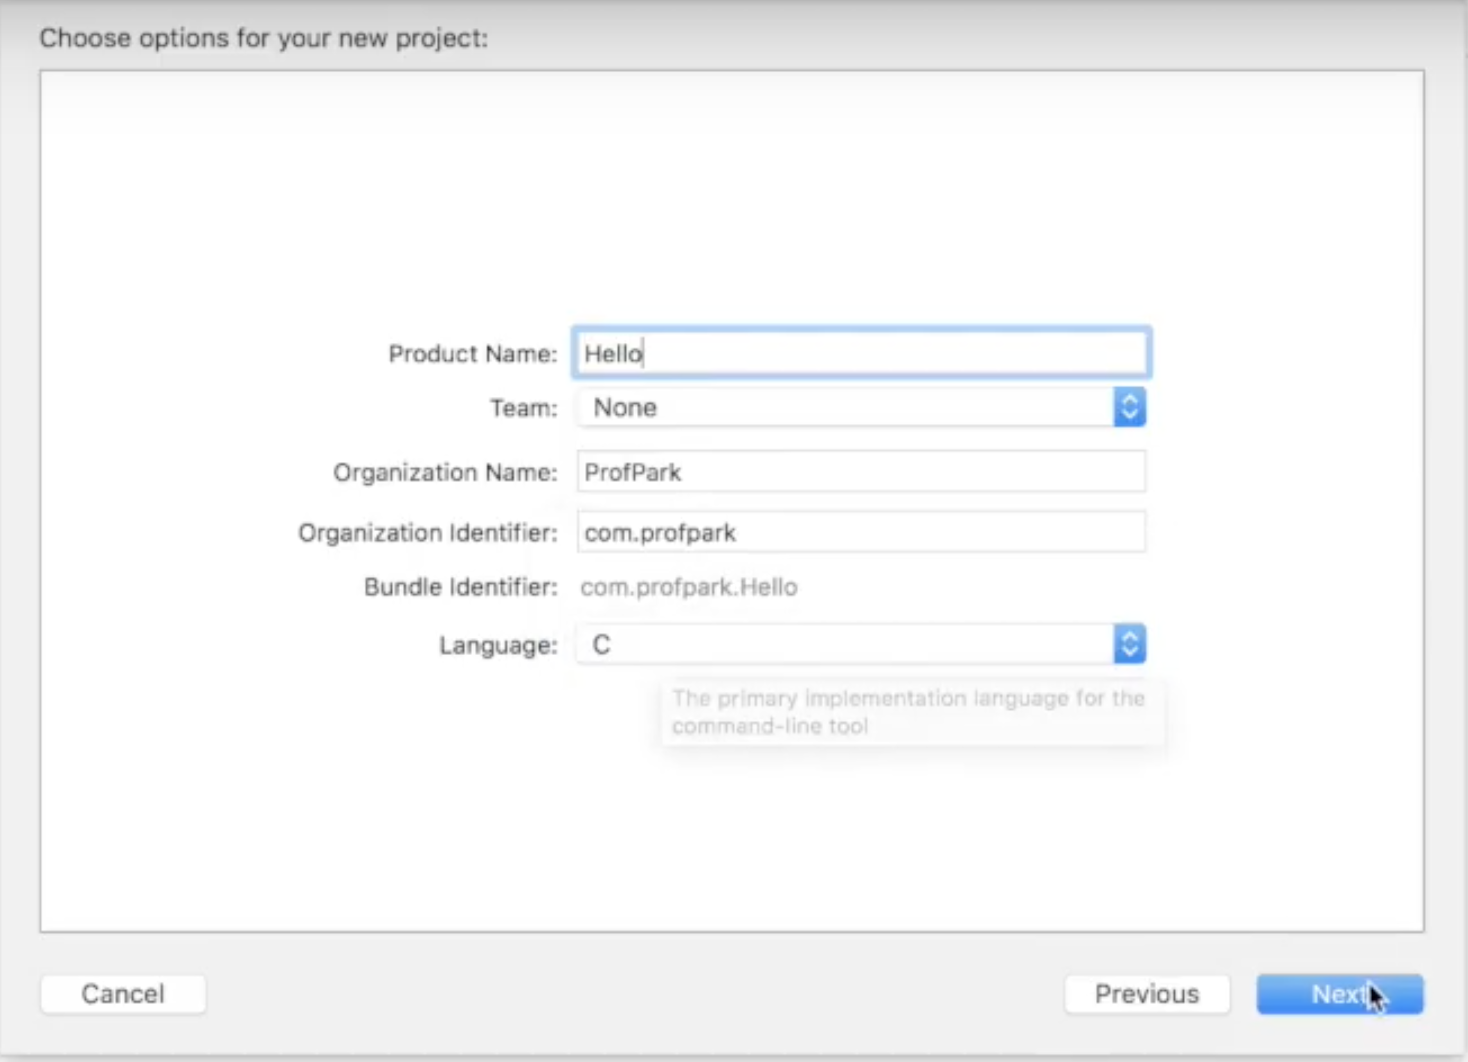 Choose options for your new project:
Product Name: Hello
Team: None
Organization Name: ProfPark
Organization Identifier: com.profpark
Bundle Identifier: com.profpark.Hello
Language: C
The primary implementation language for the
command-line tool
Cancel Previous Next